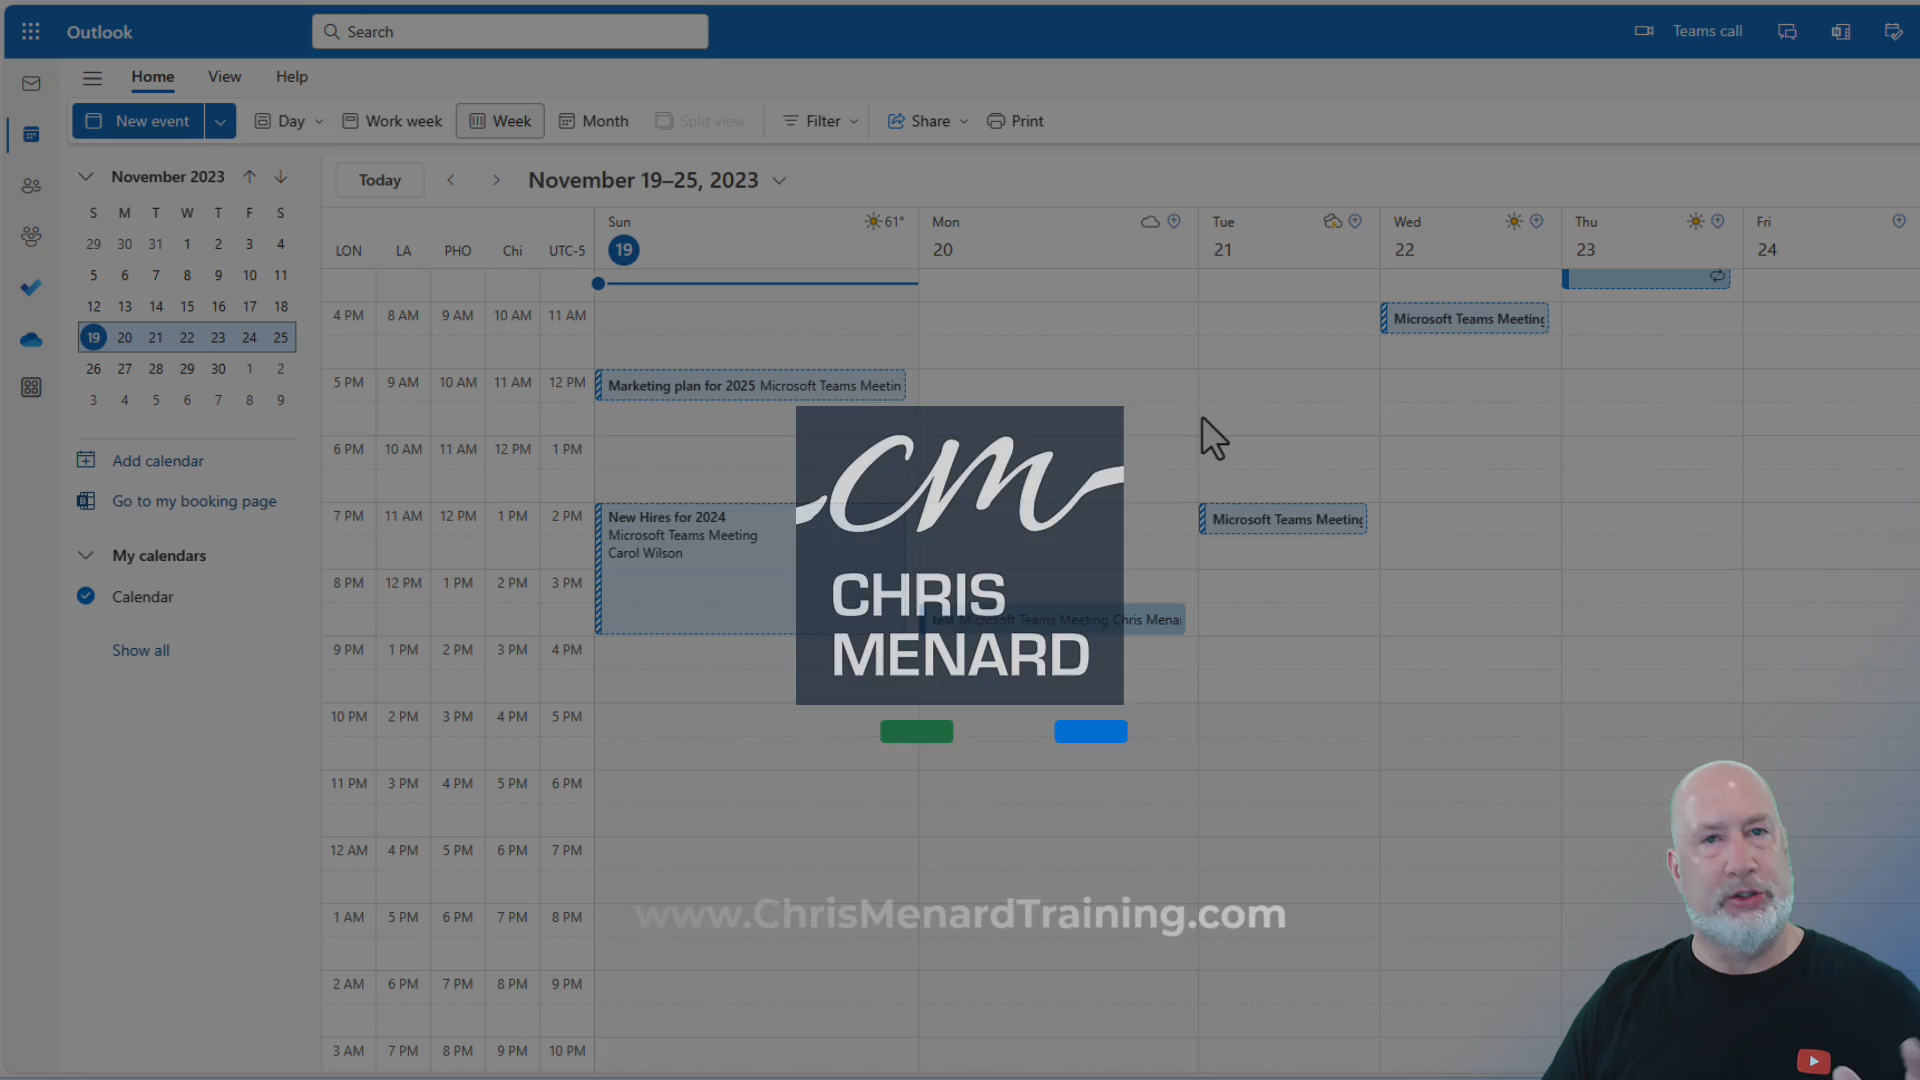 Outlook
Search
Teams call
Home View Help
New event Day Work week Week Month Split view Filter Share Print
November 2023
S M T W T F S
29 30 31 1 2 3 4
5 6 7 8 9 10 11
12 13 14 15 16 17 18
19 20 21 22 23 24 25
26 27 28 29 30 1 2
3 4 5 6 7 8 9
Add calendar
Go to my booking page
My calendars
Calendar
Show all
Today November 19–25, 2023
Sun 61° Mon Tue Wed Thu Fri
LON LA PHO Chi UTC-5 19 20 21 22 23 24
4 PM 8 AM 9 AM 10 AM 11 AM
Microsoft Teams Meeting
5 PM 9 AM 10 AM 11 AM 12 PM
Marketing plan for 2025 Microsoft Teams Meetin
6 PM 10 AM 11 AM 12 PM 1 PM
7 PM 11 AM 12 PM 1 PM 2 PM
New Hires for 2024
Microsoft Teams Meeting
Carol Wilson
Microsoft Teams Meeting
8 PM 12 PM 1 PM 2 PM 3 PM
test Microsoft Teams Meeting Chris Mena
9 PM 1 PM 2 PM 3 PM 4 PM
10 PM 2 PM 3 PM 4 PM 5 PM
11 PM 3 PM 4 PM 5 PM 6 PM
12 AM 4 PM 5 PM 6 PM 7 PM
1 AM 5 PM 6 PM 7 PM 8 PM
2 AM 6 PM 7 PM 8 PM 9 PM
3 AM 7 PM 8 PM 9 PM 10 PM
cm
CHRIS
MENARD
www.ChrisMenardTraining.com